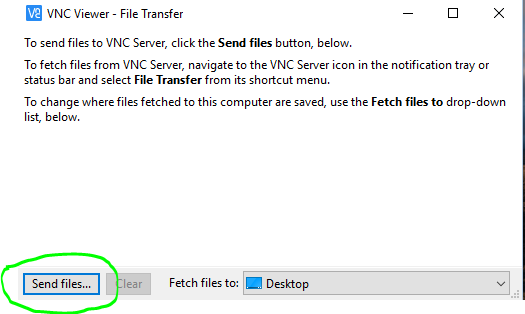 VNC Viewer - File Transfer
To send files to VNC Server, click the Send files button, below.
To fetch files from VNC Server, navigate to the VNC Server icon in the notification tray or
status bar and select File Transfer from its shortcut menu.
To change where files fetched to this computer are saved, use the Fetch files to drop-down
list, below.
Send files... Clear Fetch files to: Desktop